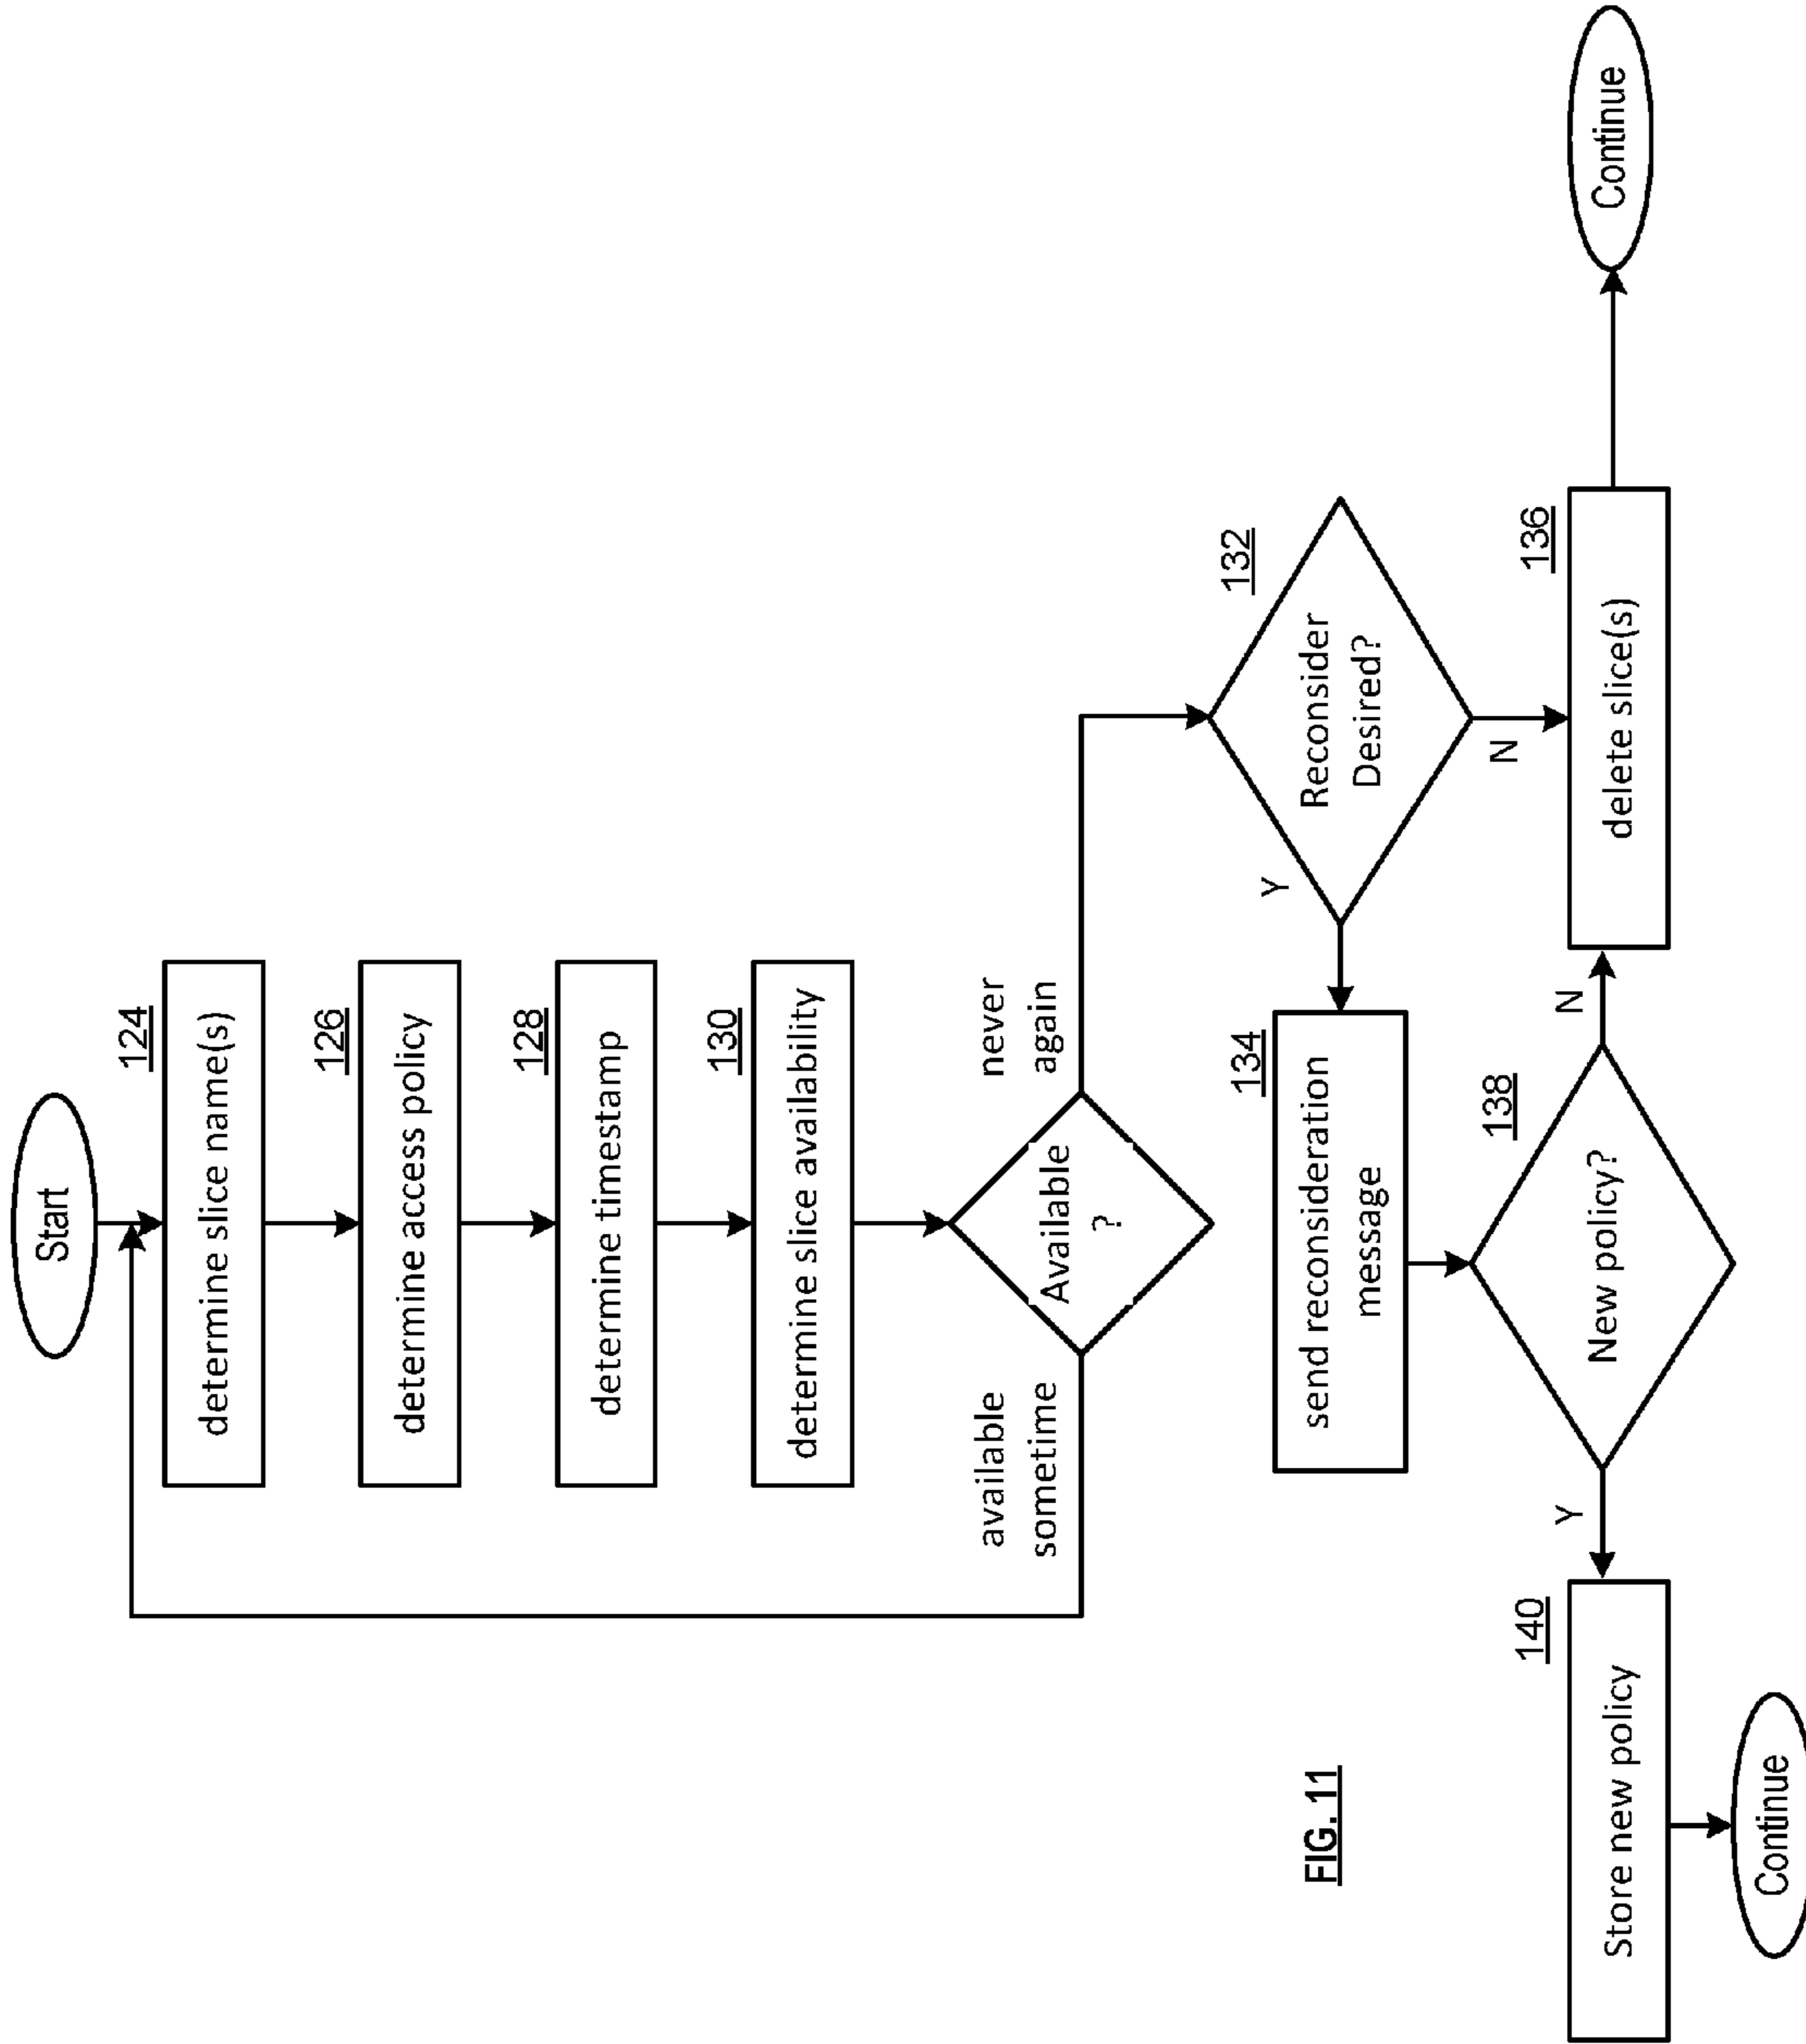 Start
124
determine slice name(s)
126
determine access policy
128
determine timestamp
130
determine slice availability
available
sometime
Available
?
never
again
132
Reconsider
Desired?
Y
N
134
send reconsideration
message
138
New policy?
Y
N
136
delete slice(s)
Continue
140
Store new policy
Continue
FIG. 11